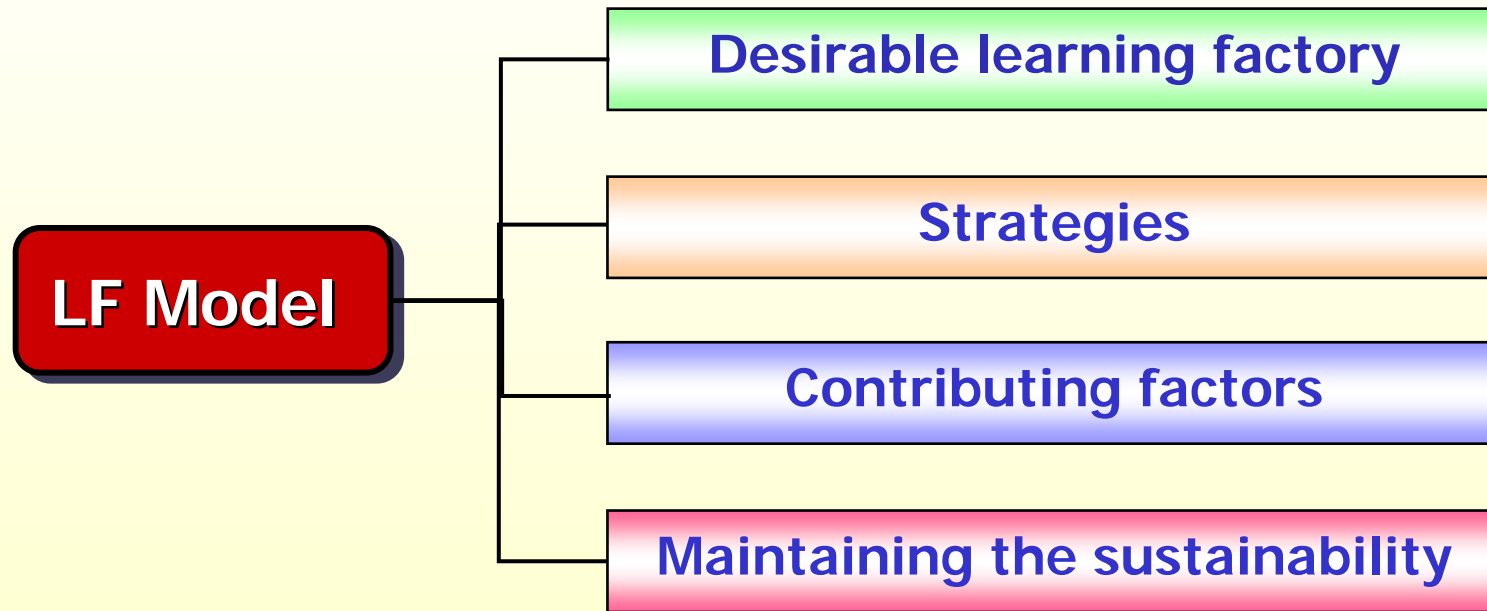 Desirable learning factory
Strategies
LF Model
Contributing factors
Maintaining the sustainability